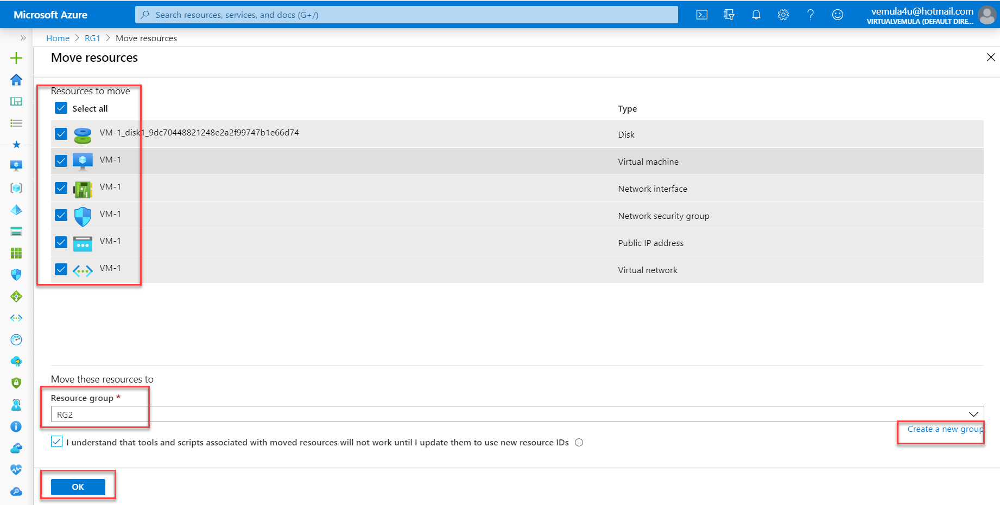 Microsoft Azure
Search resources, services, and docs (G+/)
vemula4u@hotmail.com
VIRTUALVEMULA (DEFAULT DIRE...
Home > RG1 > Move resources
Move resources
Resources to move
Select all Type
VM-1_disk1_9dc70448821248e2a2f99747b1e66d74 Disk
VM-1 Virtual machine
VM-1 Network interface
VM-1 Network security group
VM-1 Public IP address
VM-1 Virtual network
Move these resources to
Resource group *
RG2
Create a new group
I understand that tools and scripts associated with moved resources will not work until I update them to use new resource IDs
OK